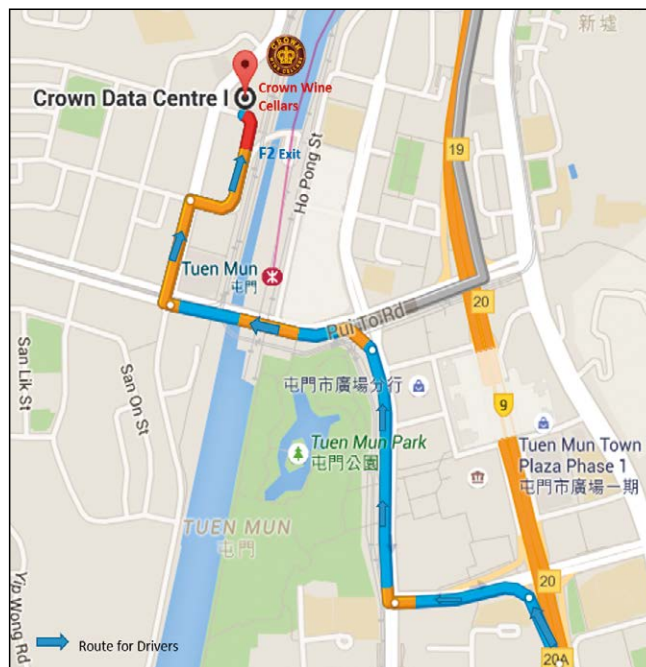 新墟
CROWN
WINE CELLARS
Crown Data Centre I
Crown Wine
Cellars
F2 Exit
Ho Pong St
19
Tuen Mun
屯門
20
Pui To Rd
San Lik St
San On St
屯門市廣場分行
9
Tuen Mun Park
屯門公園
Tuen Mun Town
Plaza Phase 1
屯門市廣場一期
TUEN MUN
屯門
Yip Wong Rd
20
Route for Drivers
20A